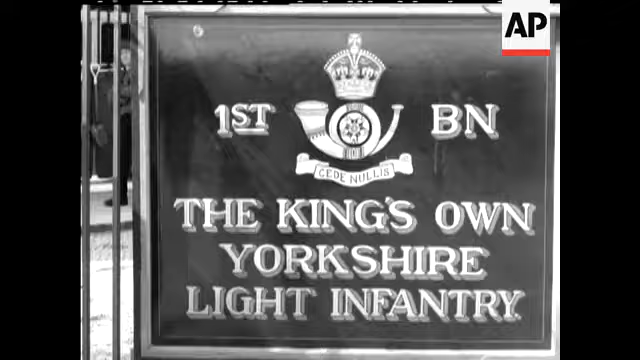 AP
1ST BN
CEDE NULLIS
THE KING'S OWN
YORKSHIRE
LIGHT INFANTRY